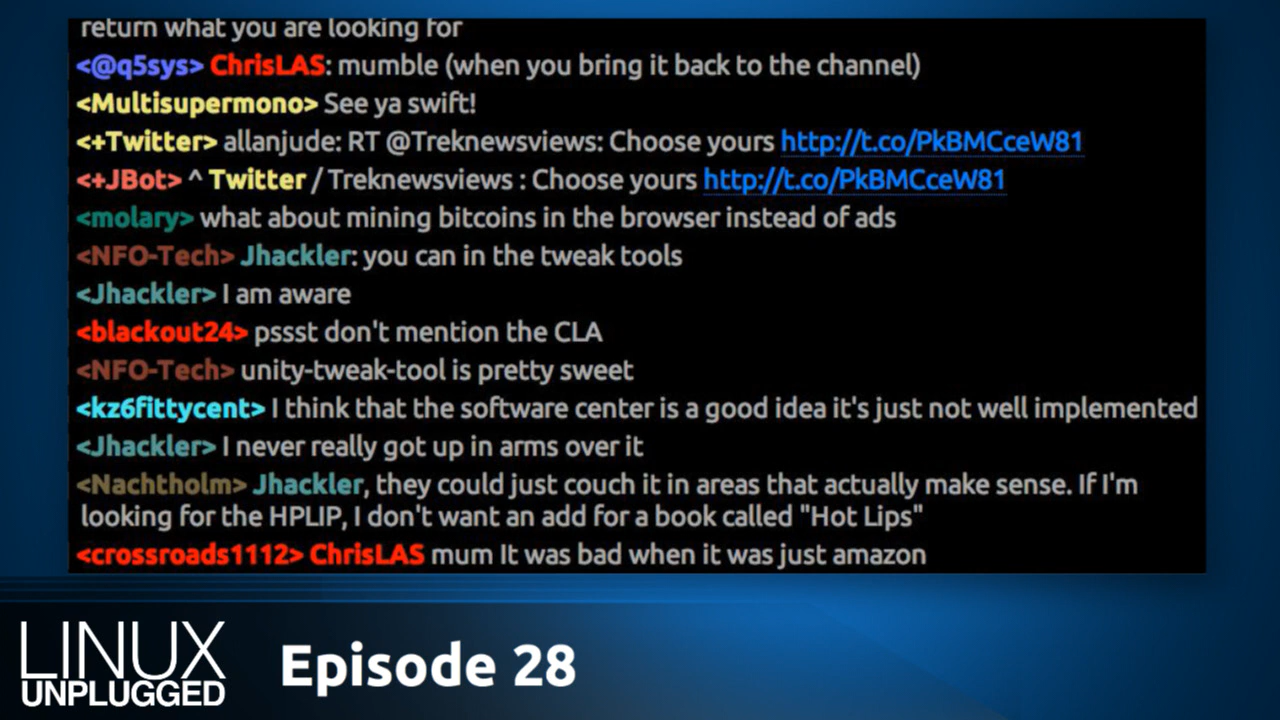 return what you are looking for
<@q5sys> ChrisLAS: mumble (when you bring it back to the channel)
<Multisupermono> See ya swift!
<+Twitter> allanjude: RT @Treknewsviews: Choose yours http://t.co/PkBMCceW81
<+JBot> ^ Twitter / Treknewsviews : Choose yours http://t.co/PkBMCceW81
<molary> what about mining bitcoins in the browser instead of ads
<NFO-Tech> Jhackler: you can in the tweak tools
<Jhackler> I am aware
<blackout24> pssst don't mention the CLA
<NFO-Tech> unity-tweak-tool is pretty sweet
<kz6fittycent> I think that the software center is a good idea it's just not well implemented
<Jhackler> I never really got up in arms over it
<Nachtholm> Jhackler, they could just couch it in areas that actually make sense. If I'm
looking for the HPLIP, I don't want an add for a book called "Hot Lips"
<crossroads1112> ChrisLAS mum It was bad when it was just amazon
LINUX
UNPLUGGED
Episode 28